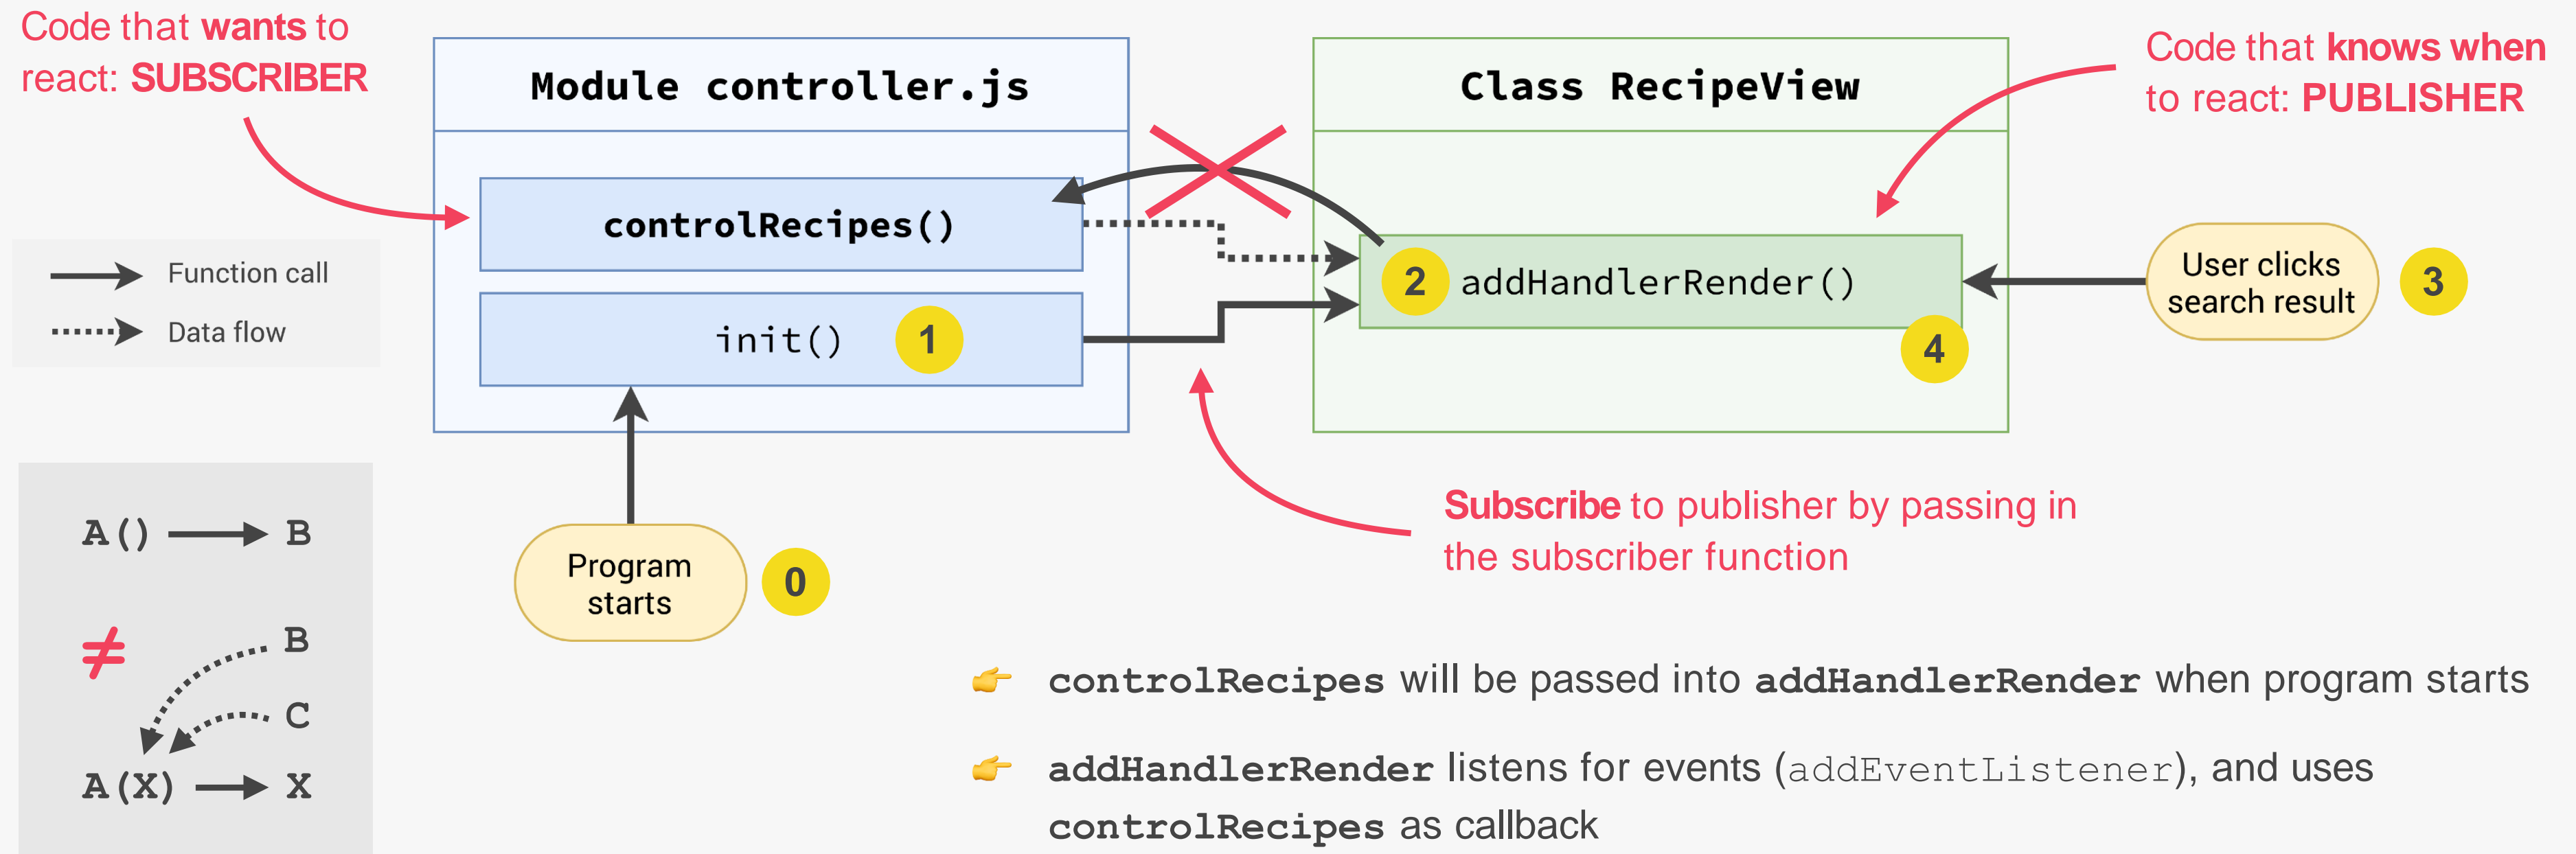 Code that wants to
react: SUBSCRIBER
Module controller.js
Class RecipeView
Code that knows when
to react: PUBLISHER
controlRecipes()
init()
1
2
addHandlerRender()
4
User clicks
search result
3
Function call
Data flow
Program
starts
0
Subscribe to publisher by passing in
the subscriber function
A() B
≠
B
C
A(X) X
controlRecipes will be passed into addHandlerRender when program starts
addHandlerRender listens for events (addEventListener), and uses
controlRecipes as callback